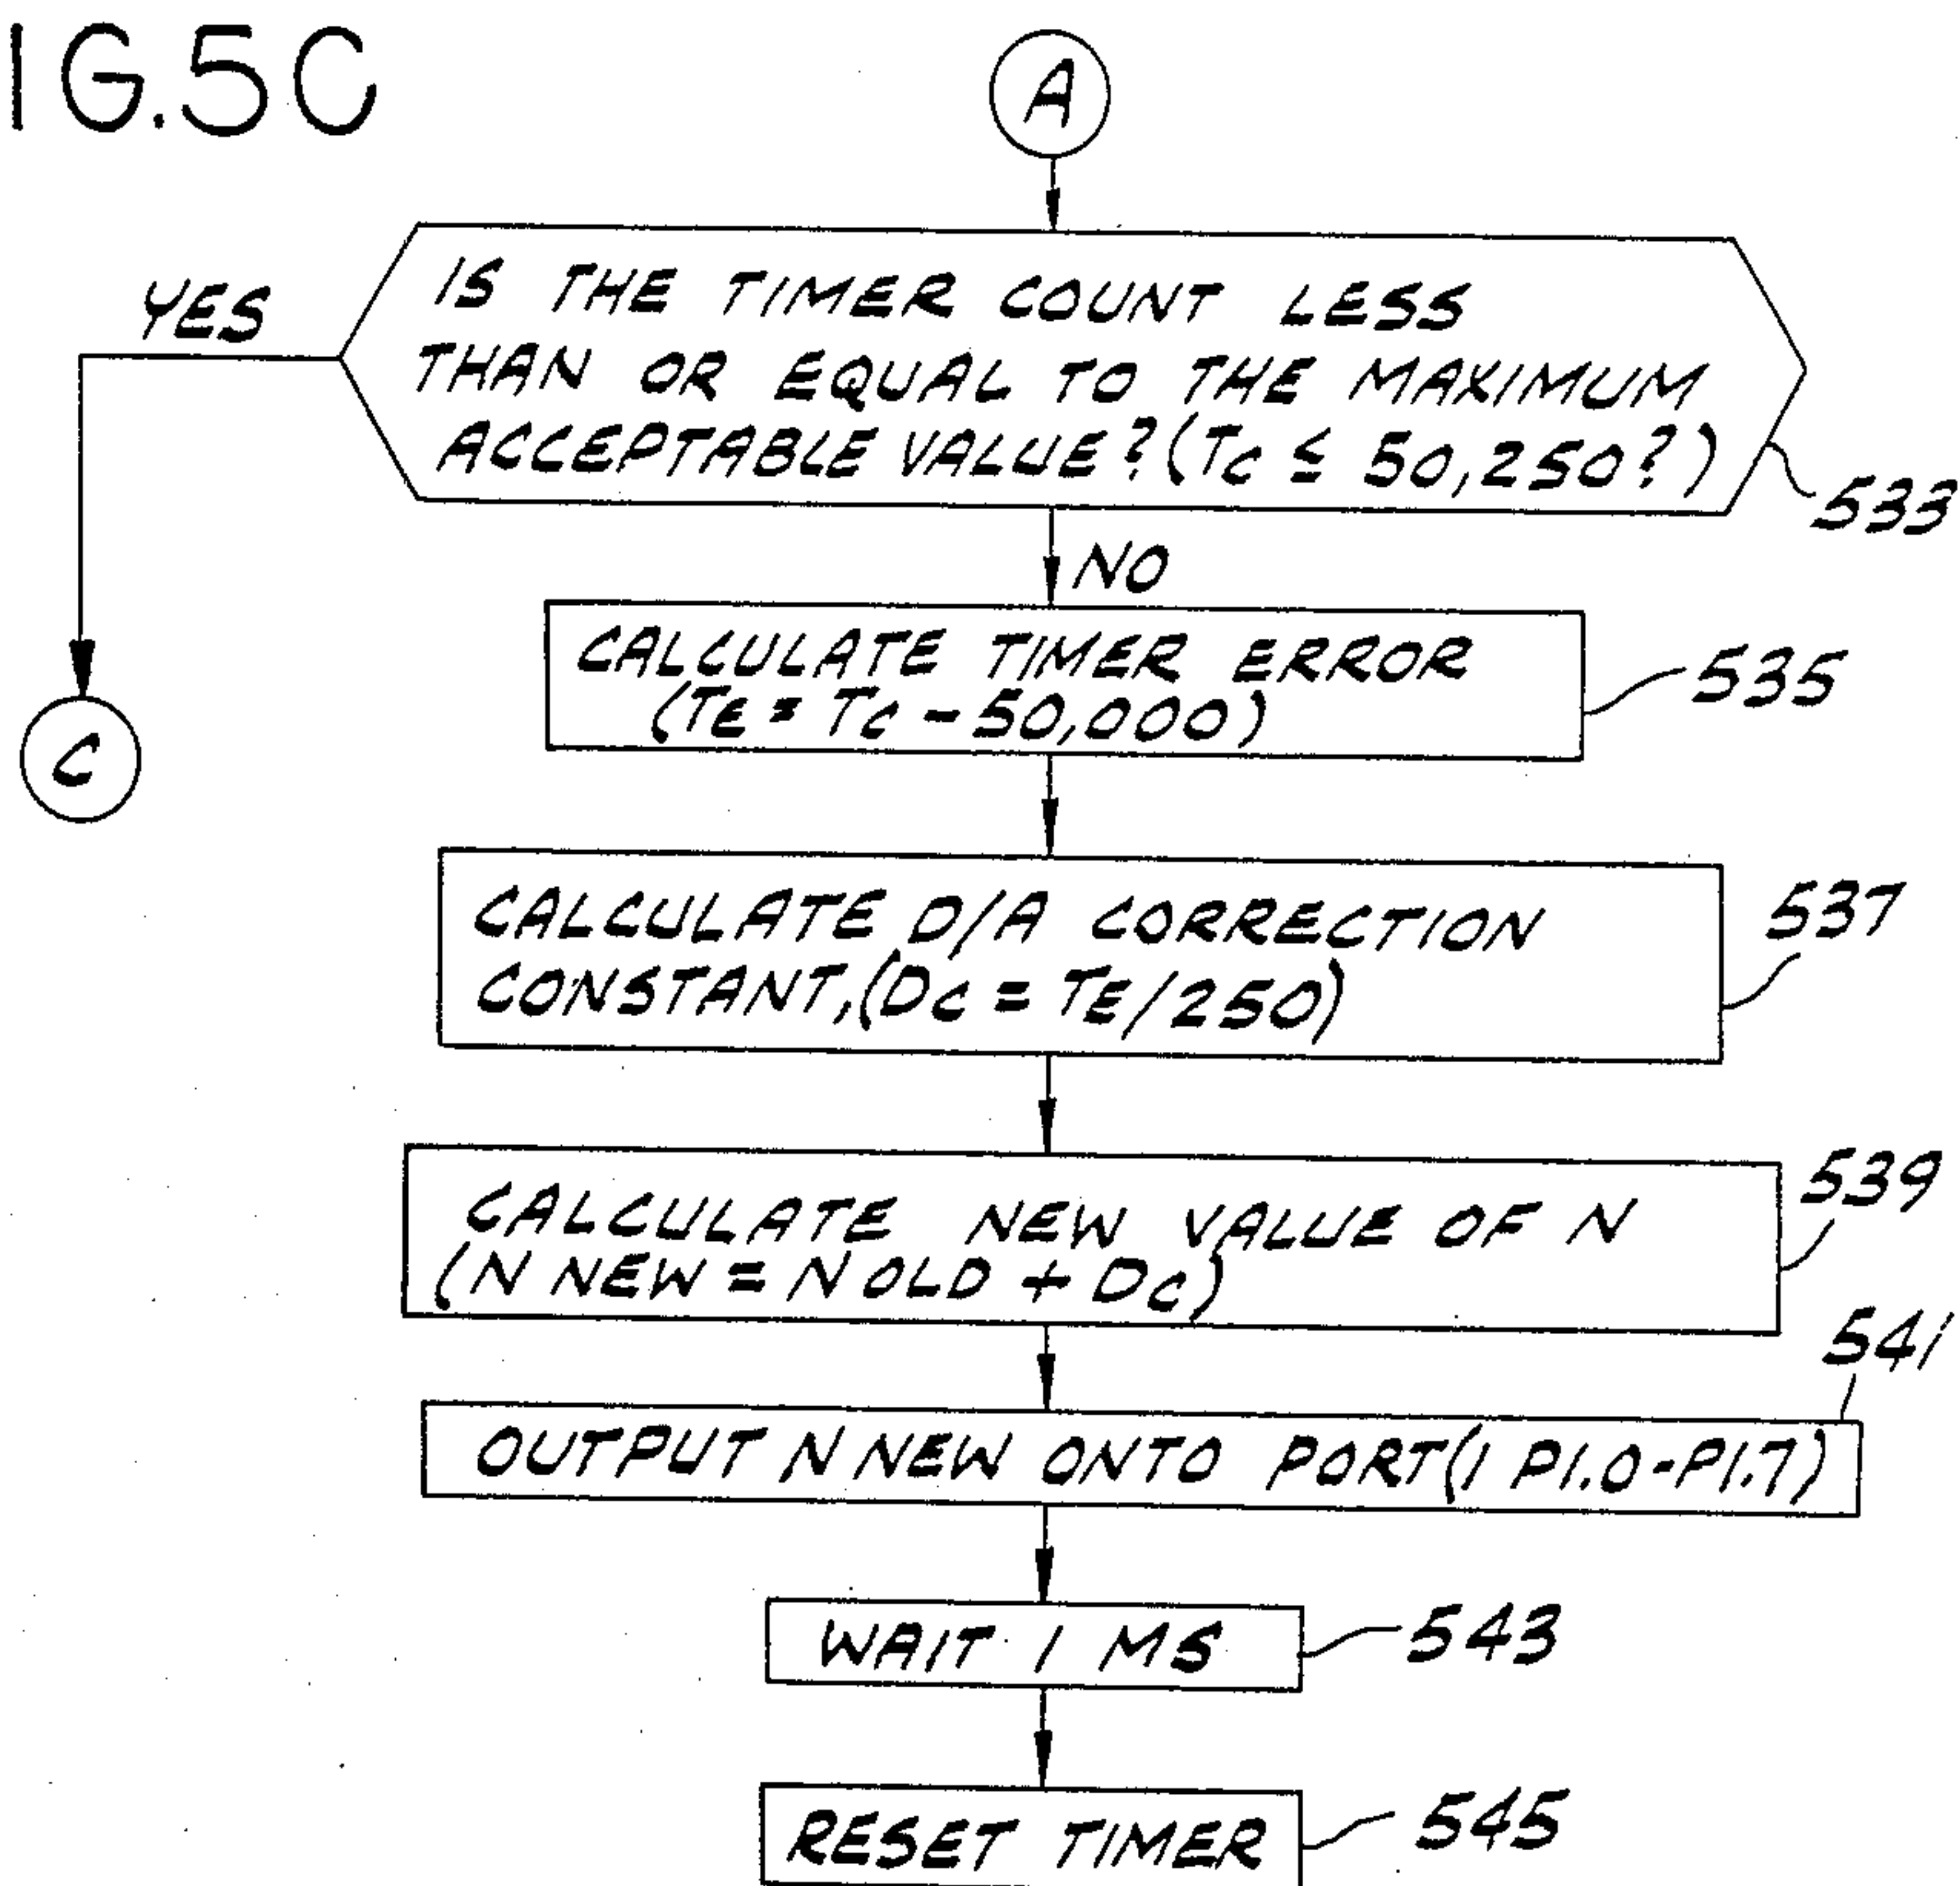 IG.5C
A
YES
IS THE TIMER COUNT LESS
THAN OR EQUAL TO THE MAXIMUM
ACCEPTABLE VALUE? (TC ≤ 50,250?)
533
NO
CALCULATE TIMER ERROR
(TE = TC - 50,000)
535
C
CALCULATE D/A CORRECTION
CONSTANT, (DC = TE/250)
537
CALCULATE NEW VALUE OF N
(N NEW = N OLD + DC)
539
541
OUTPUT N NEW ONTO PORT(1 P1.0-P1.7)
WAIT 1 MS
543
RESET TIMER
545